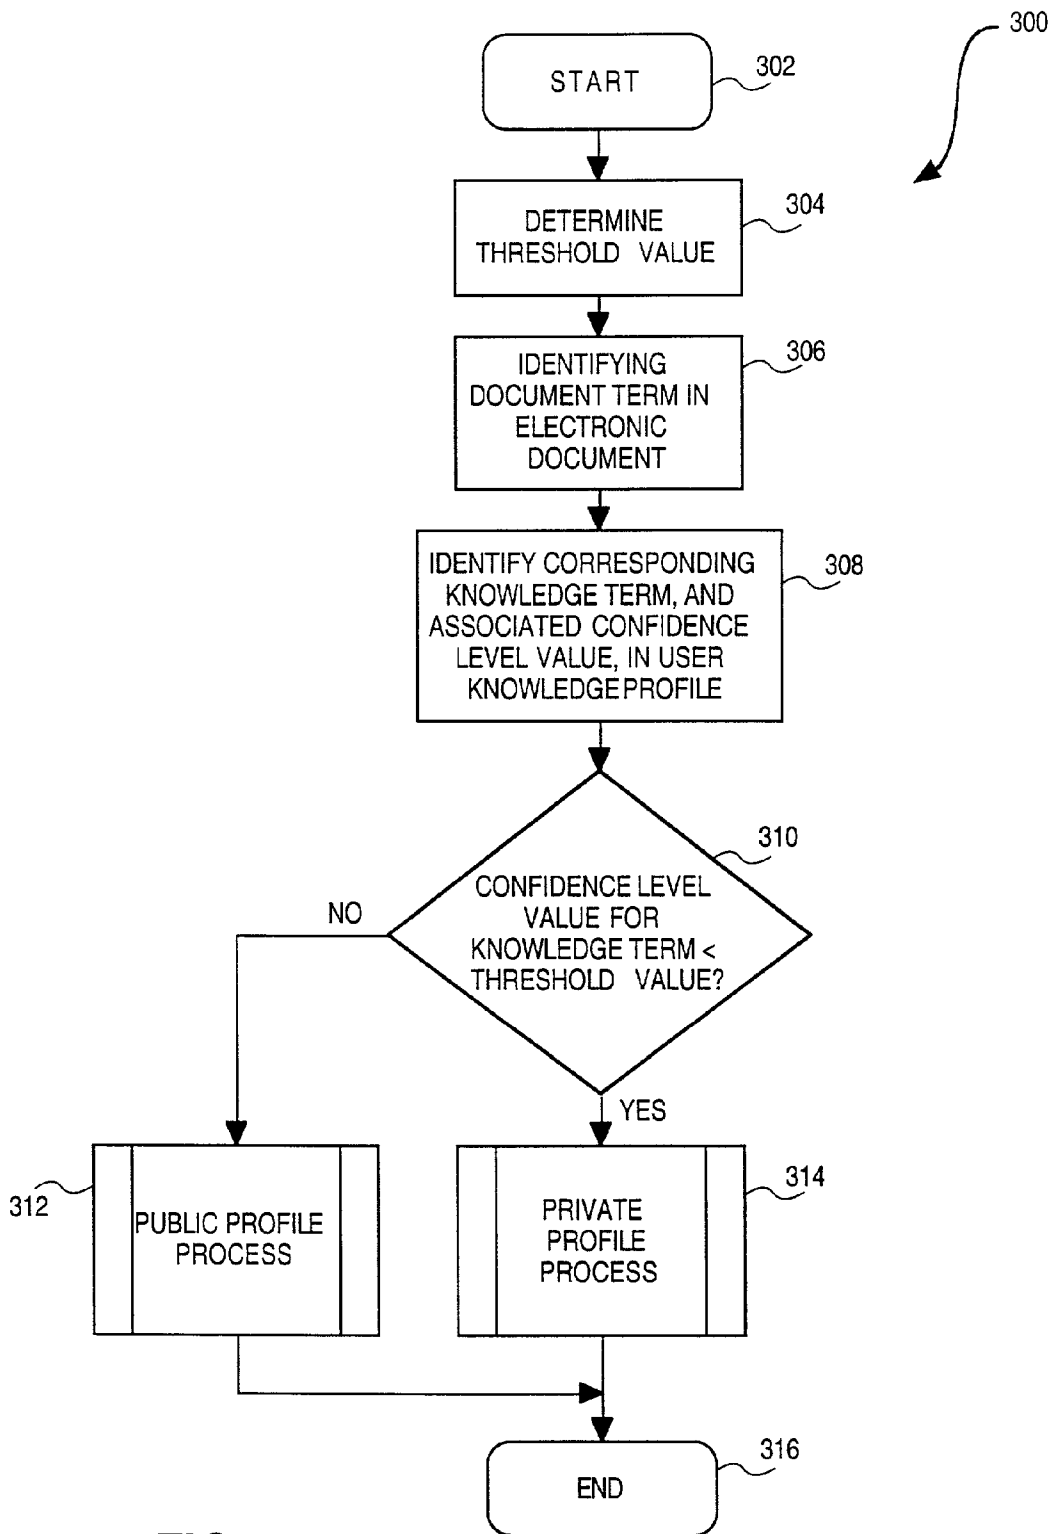 300
START
302
DETERMINE
THRESHOLD VALUE
304
IDENTIFYING
DOCUMENT TERM IN
ELECTRONIC
DOCUMENT
306
IDENTIFY CORRESPONDING
KNOWLEDGE TERM, AND
ASSOCIATED CONFIDENCE
LEVEL VALUE, IN USER
KNOWLEDGE PROFILE
308
310
CONFIDENCE LEVEL
VALUE FOR
KNOWLEDGE TERM <
THRESHOLD VALUE?
NO
YES
312
PUBLIC PROFILE
PROCESS
PRIVATE
PROFILE
PROCESS
314
END
316